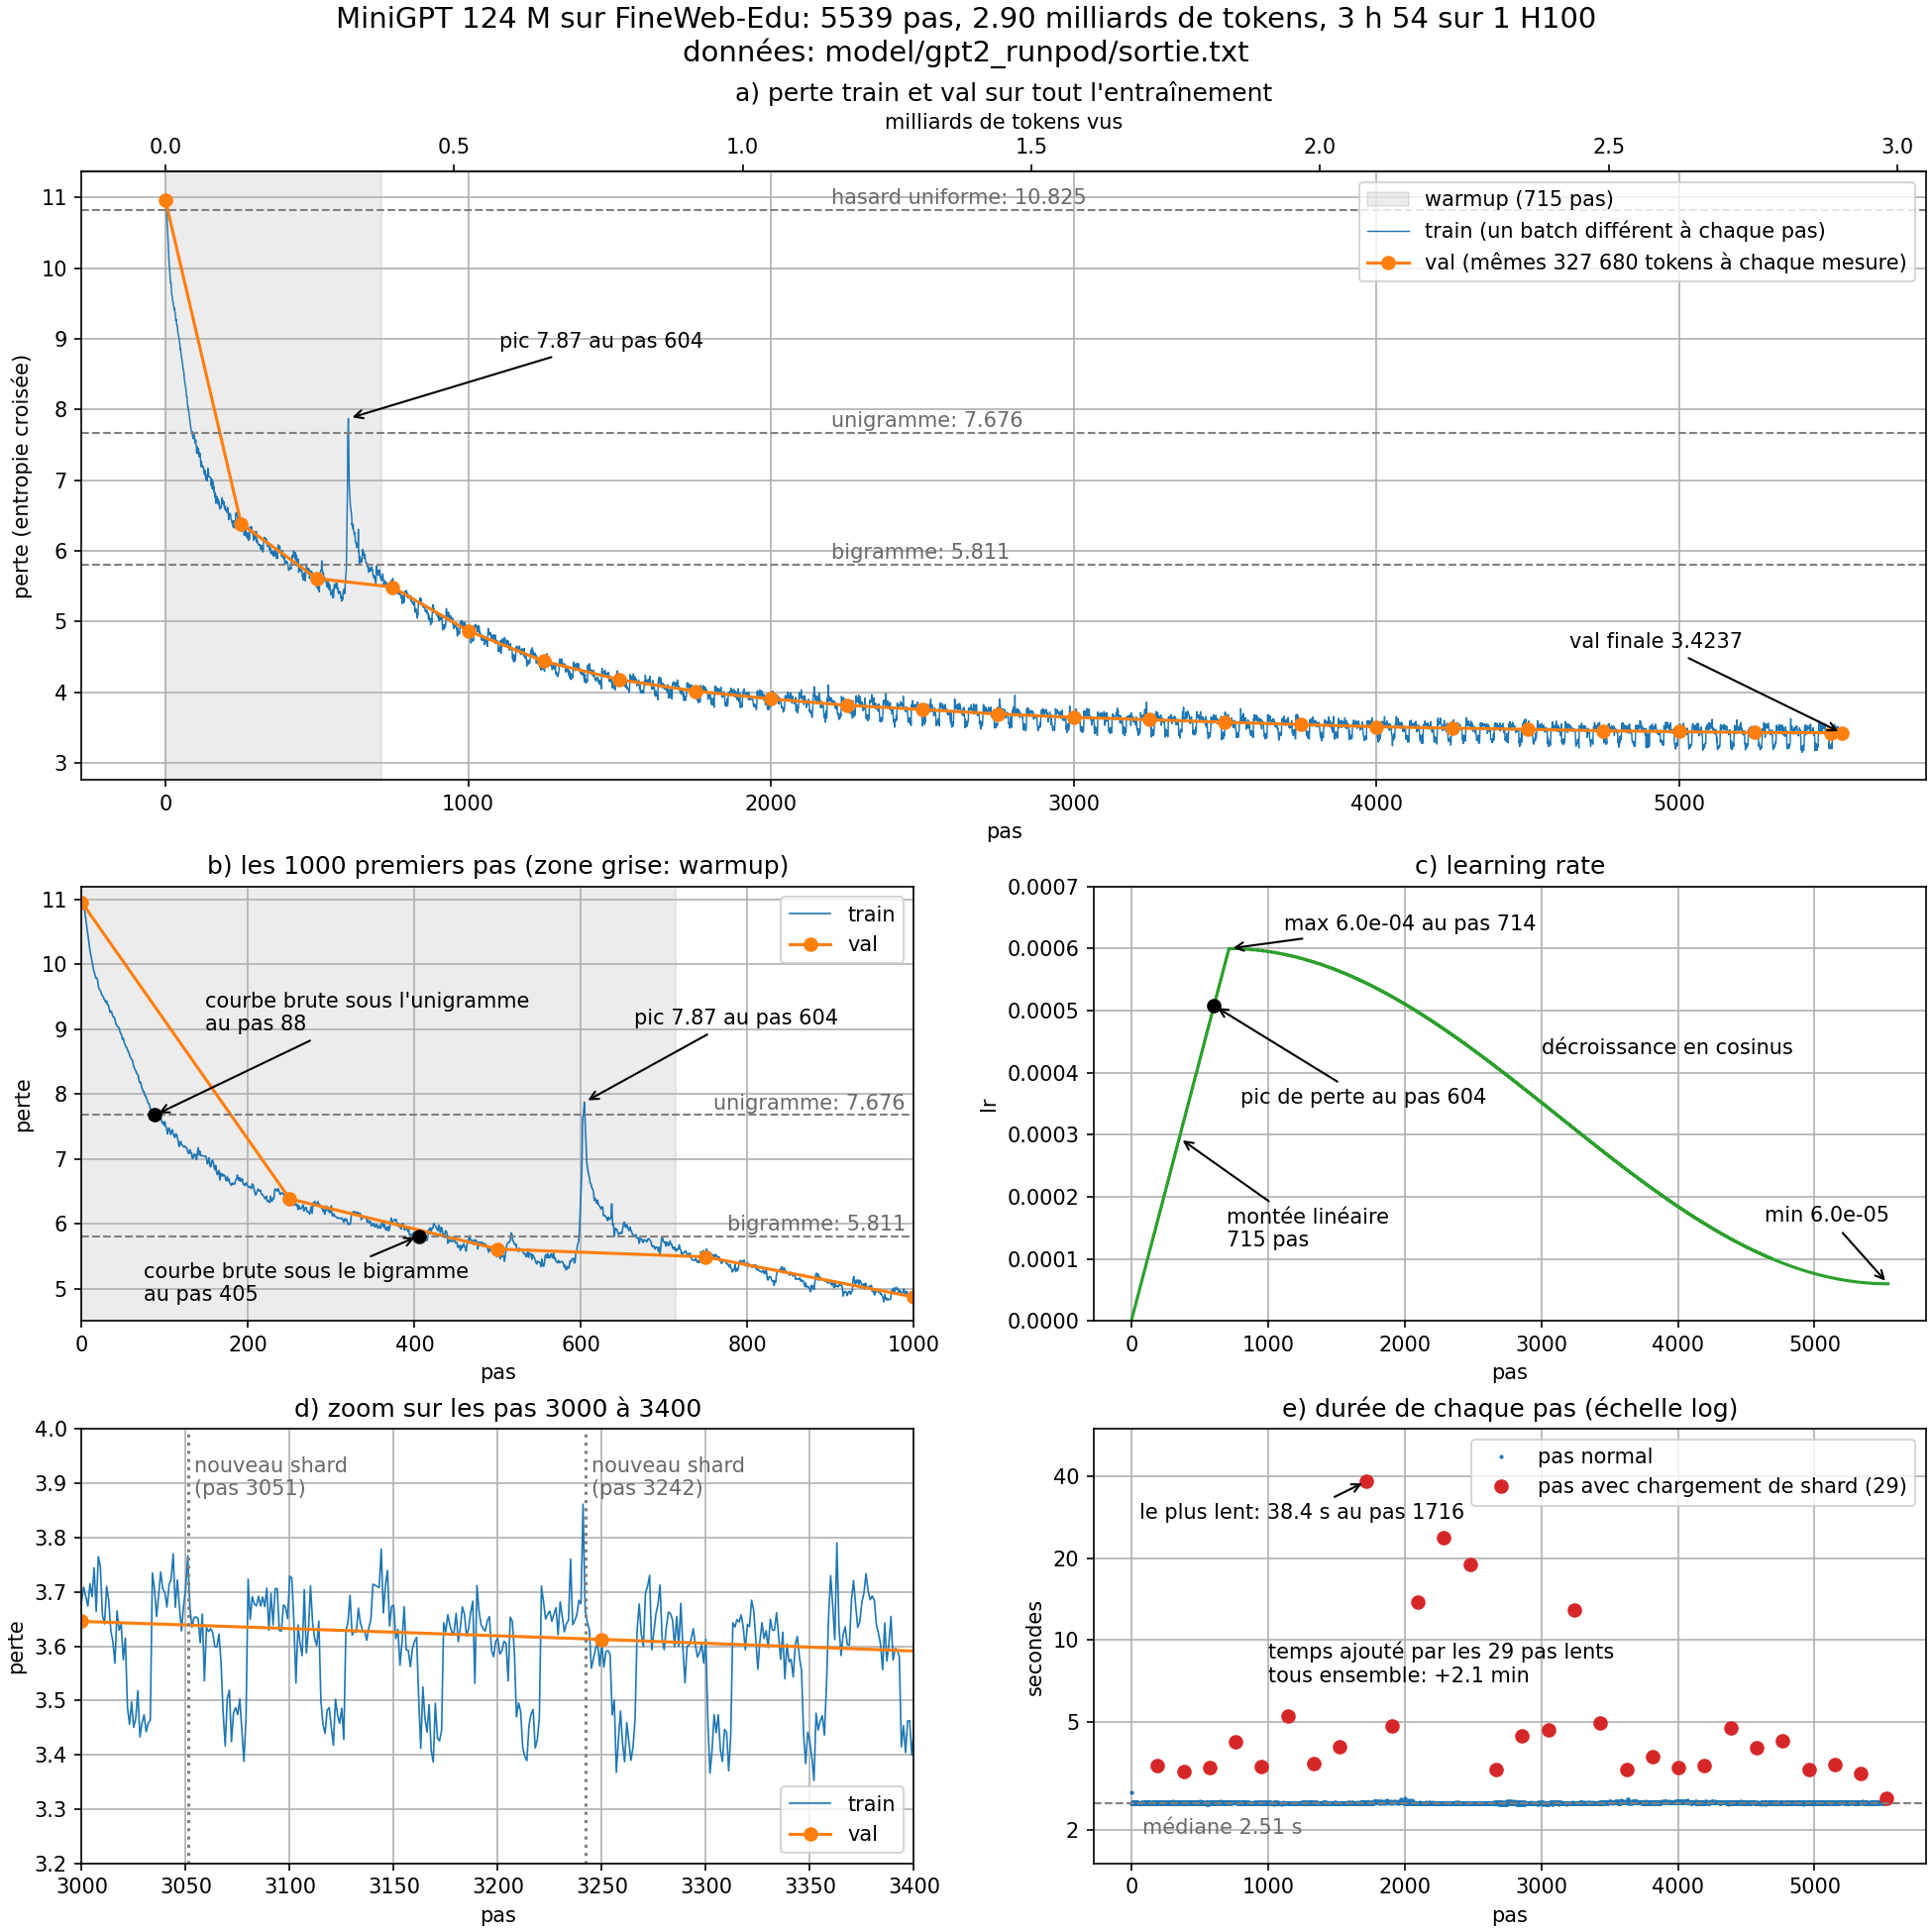 MiniGPT 124 M sur FineWeb-Edu: 5539 pas, 2.90 milliards de tokens, 3 h 54 sur 1 H100
données: model/gpt2_runpod/sortie.txt
a) perte train et val sur tout l'entraînement
milliards de tokens vus
0.0 0.5 1.0 1.5 2.0 2.5 3.0
11
10
9
8
7
6
5
4
3
perte (entropie croisée)
hasard uniforme: 10.825
warmup (715 pas)
train (un batch différent à chaque pas)
val (mêmes 327 680 tokens à chaque mesure)
pic 7.87 au pas 604
unigramme: 7.676
bigramme: 5.811
val finale 3.4237
0 1000 2000 3000 4000 5000
pas
b) les 1000 premiers pas (zone grise: warmup)
11
10
9
8
7
6
5
perte
train
val
courbe brute sous l'unigramme
au pas 88
pic 7.87 au pas 604
unigramme: 7.676
bigramme: 5.811
courbe brute sous le bigramme
au pas 405
0 200 400 600 800 1000
pas
c) learning rate
0.0007
0.0006
0.0005
0.0004
0.0003
0.0002
0.0001
0.0000
lr
max 6.0e-04 au pas 714
décroissance en cosinus
pic de perte au pas 604
montée linéaire
715 pas
min 6.0e-05
0 1000 2000 3000 4000 5000
pas
d) zoom sur les pas 3000 à 3400
4.0
3.9
3.8
3.7
3.6
3.5
3.4
3.3
3.2
perte
nouveau shard
(pas 3051)
nouveau shard
(pas 3242)
train
val
3000 3050 3100 3150 3200 3250 3300 3350 3400
pas
e) durée de chaque pas (échelle log)
40
20
10
5
2
secondes
pas normal
pas avec chargement de shard (29)
le plus lent: 38.4 s au pas 1716
temps ajouté par les 29 pas lents
tous ensemble: +2.1 min
médiane 2.51 s
0 1000 2000 3000 4000 5000
pas